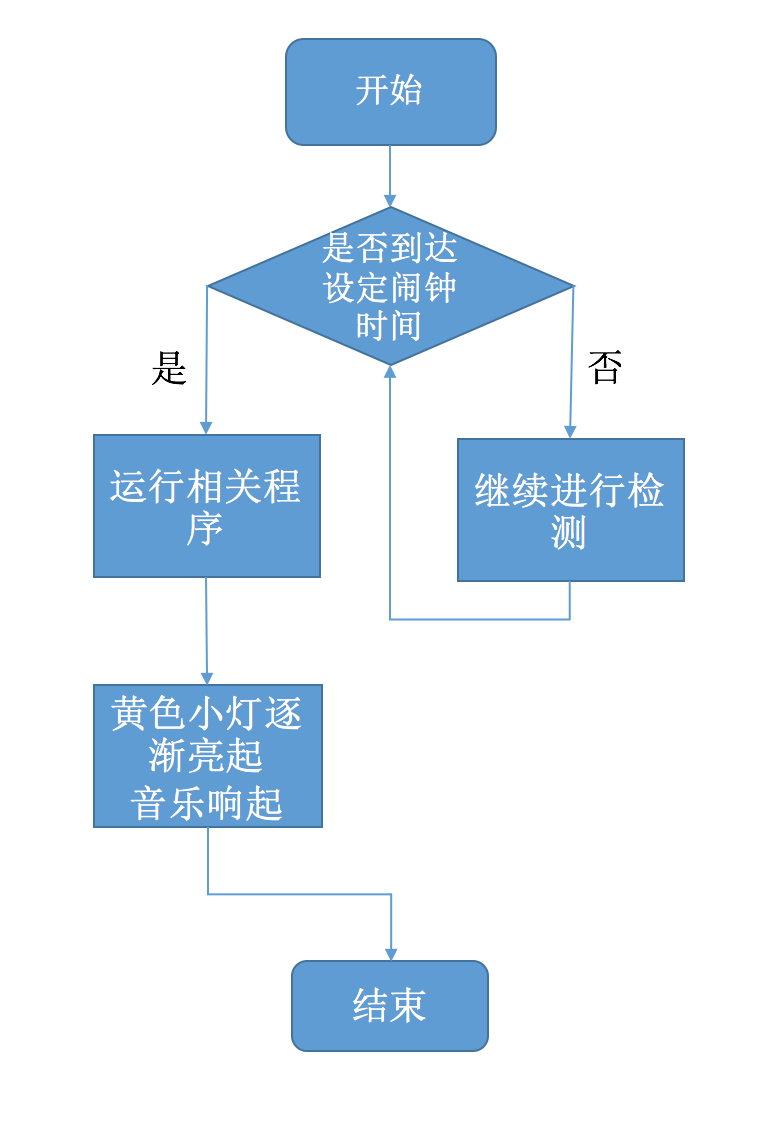 开始
是否到达
设定闹钟
时间
是
否
运行相关程
序
继续进行检
测
黄色小灯逐
渐亮起
音乐响起
结束